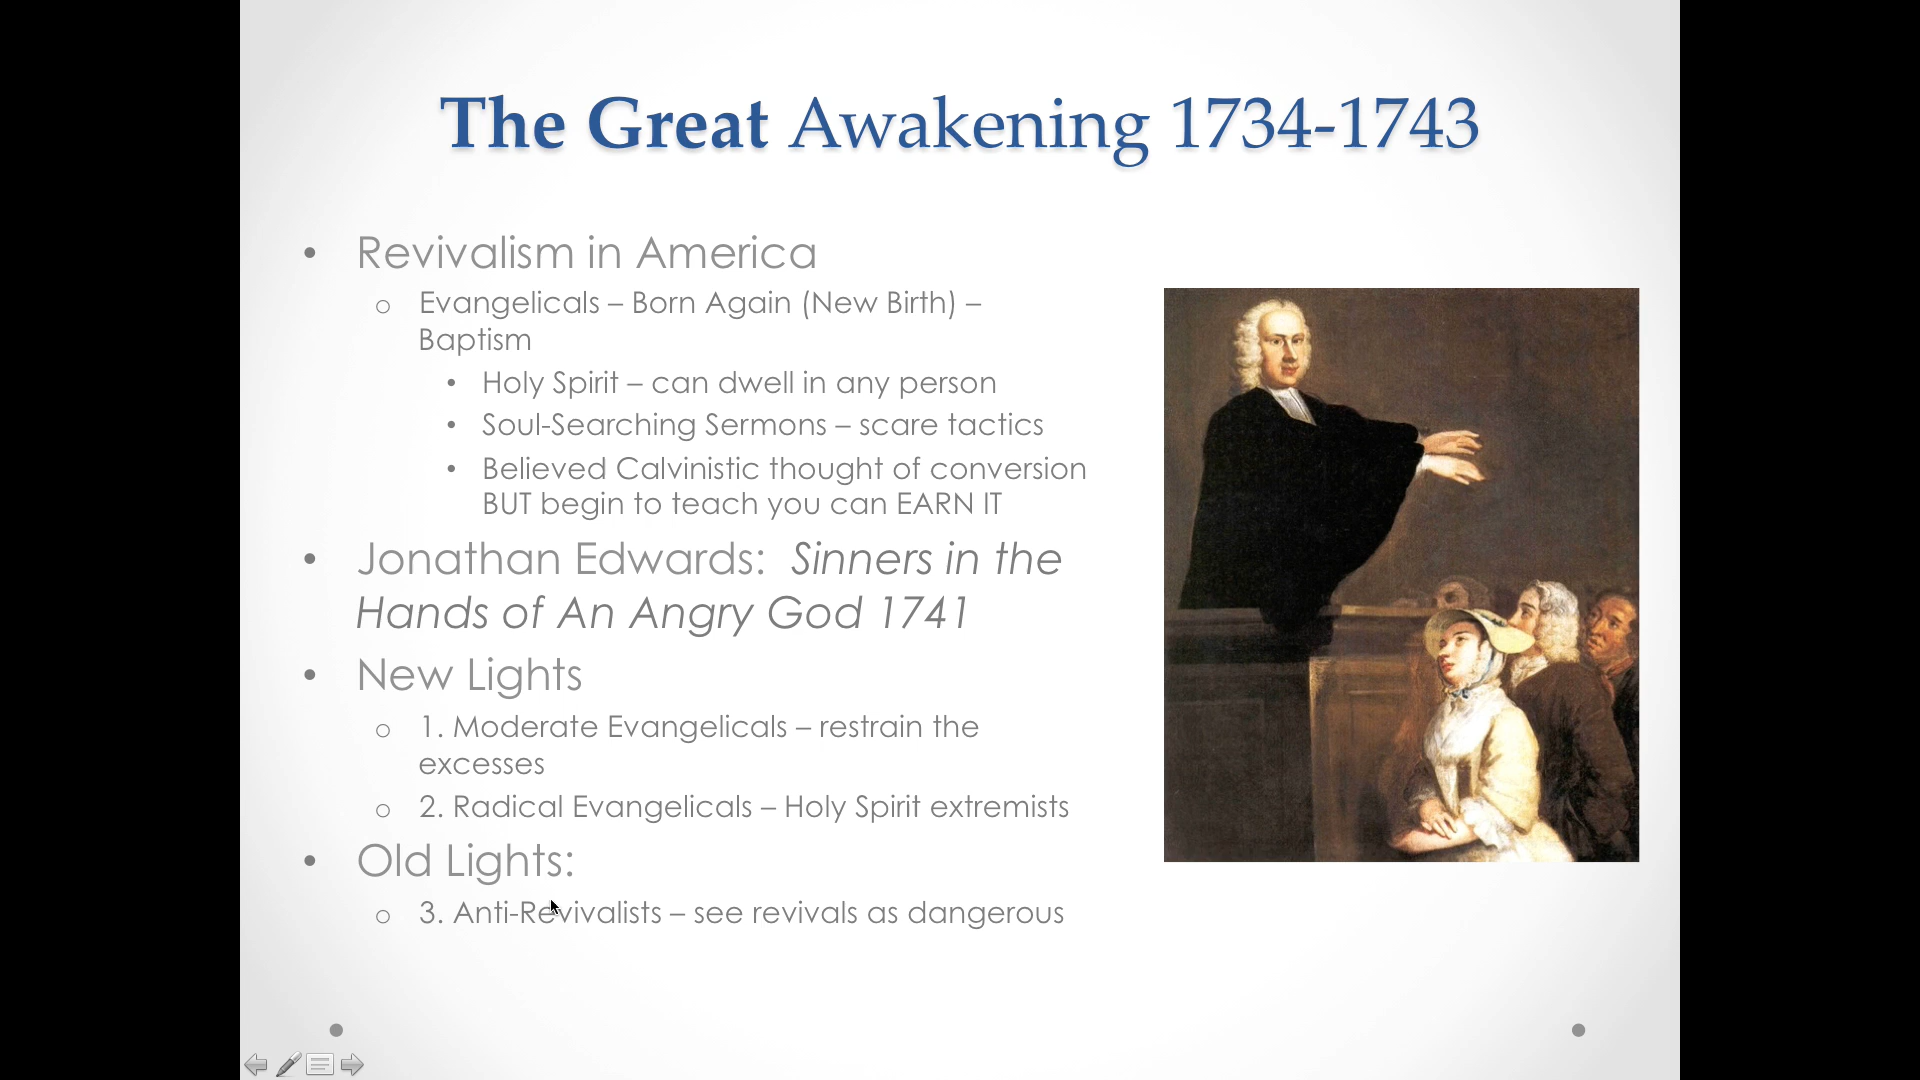 The Great Awakening 1734-1743
• Revivalism in America
o Evangelicals – Born Again (New Birth) –
Baptism
• Holy Spirit – can dwell in any person
• Soul-Searching Sermons – scare tactics
• Believed Calvinistic thought of conversion
BUT begin to teach you can EARN IT
• Jonathan Edwards: Sinners in the
Hands of An Angry God 1741
• New Lights
o 1. Moderate Evangelicals – restrain the
excesses
o 2. Radical Evangelicals – Holy Spirit extremists
• Old Lights:
o 3. Anti-Revivalists – see revivals as dangerous